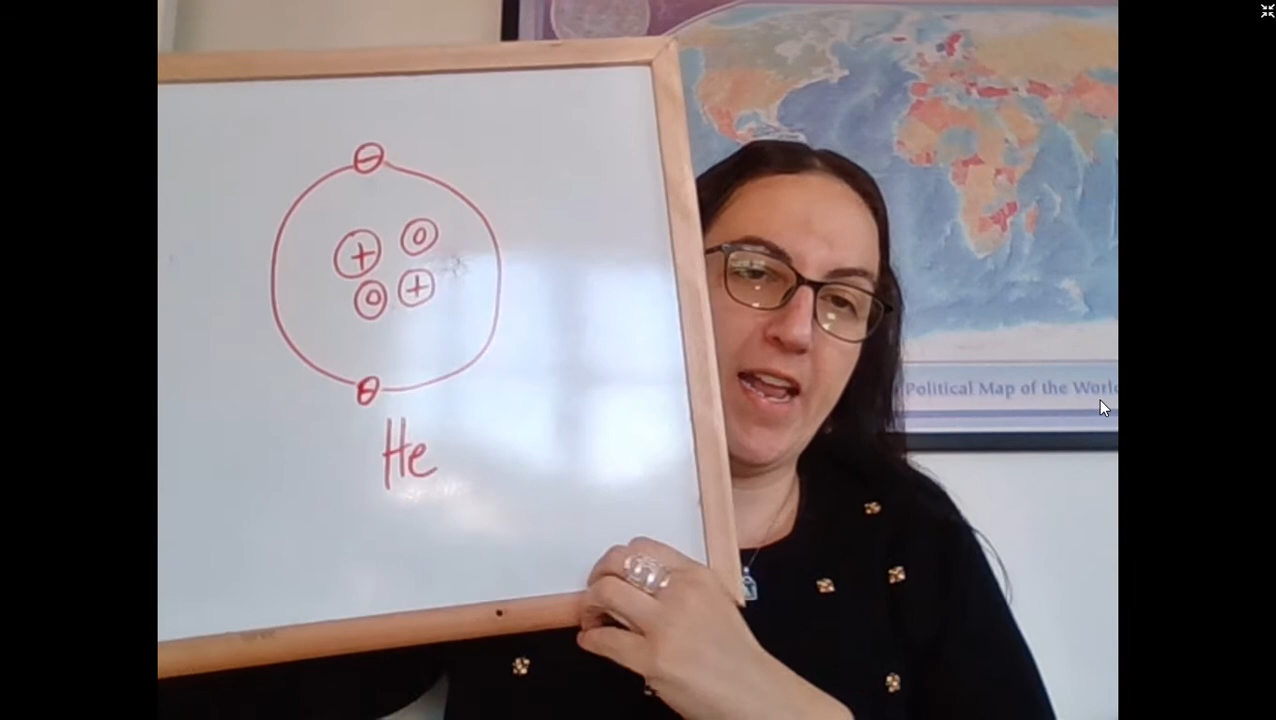 Political Map of the World
−
+ o
o +
−
He